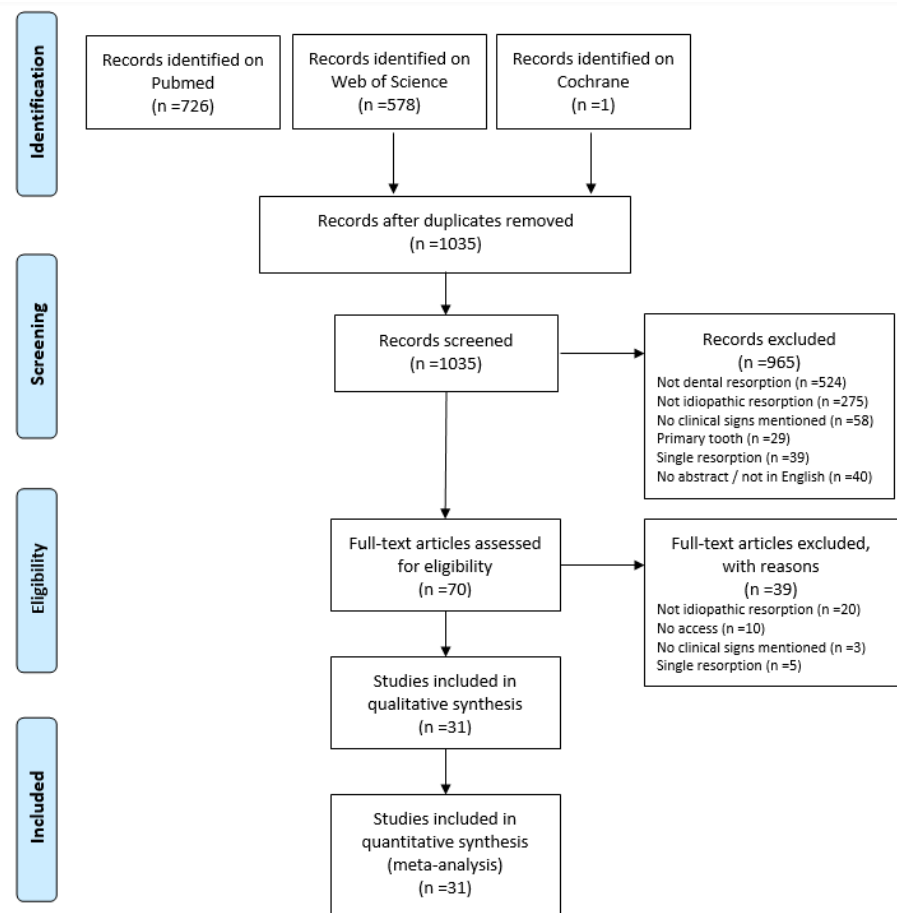 Identification
Records identified on
Pubmed
(n =726)
Records identified on
Web of Science
(n =578)
Records identified on
Cochrane
(n =1)
Records after duplicates removed
(n =1035)
Screening
Records screened
(n =1035)
Records excluded
(n =965)
Not dental resorption (n =524)
Not idiopathic resorption (n =275)
No clinical signs mentioned (n =58)
Primary tooth (n =29)
Single resorption (n =39)
No abstract / not in English (n =40)
Eligibility
Full-text articles assessed
for eligibility
(n =70)
Full-text articles excluded,
with reasons
(n =39)
Not idiopathic resorption (n =20)
No access (n =10)
No clinical signs mentioned (n =3)
Single resorption (n =5)
Studies included in
qualitative synthesis
(n =31)
Included
Studies included in
quantitative synthesis
(meta-analysis)
(n =31)